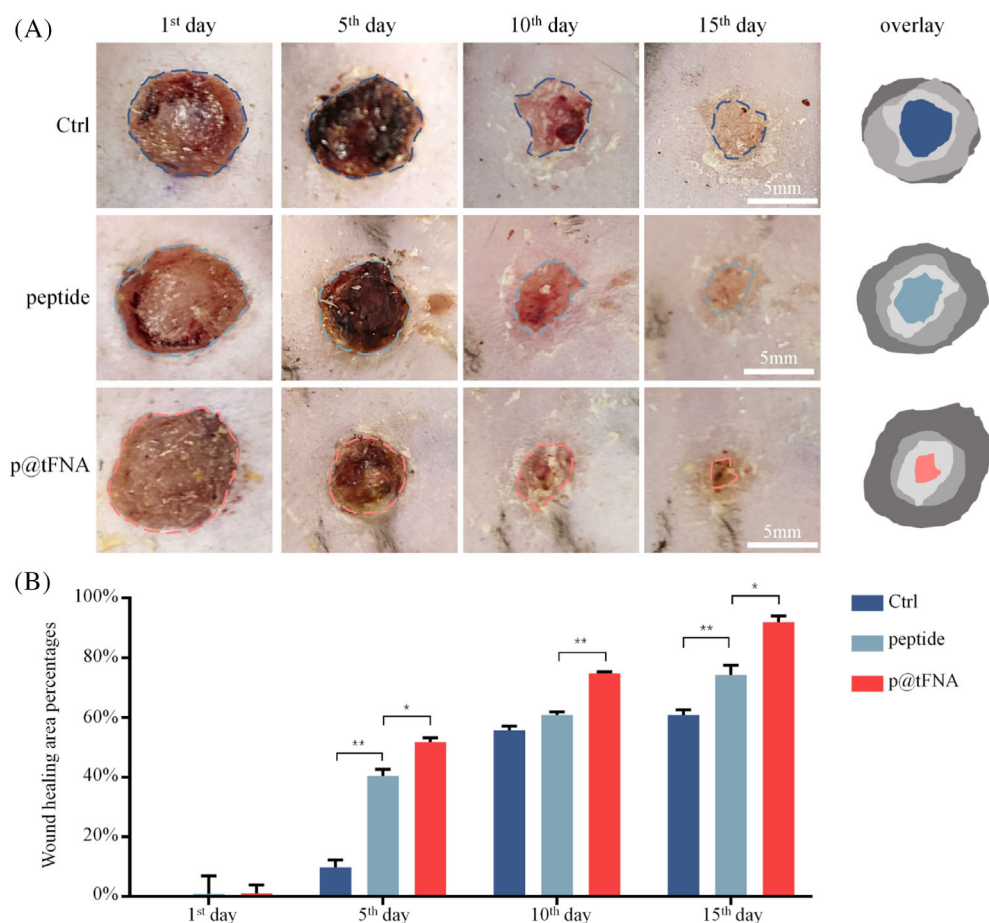 (A)
1st day 5th day 10th day 15th day overlay
Ctrl
5mm
peptide
5mm
p@tFNA
5mm
(B)
Wound healing area percentages
100%
80%
60%
40%
20%
0%
** * ** ** *
1st day 5th day 10th day 15th day
Ctrl
peptide
p@tFNA